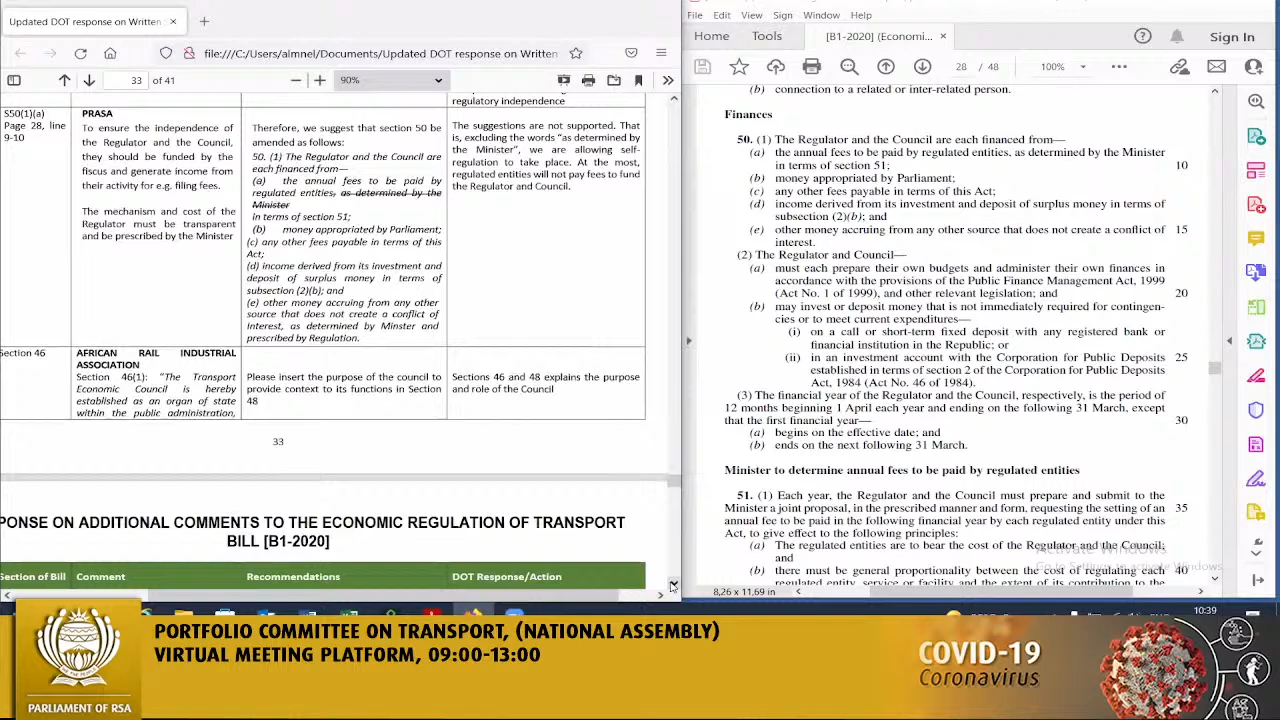 Updated DOT response on Written
file:///C:/Users/almnel/Documents/Updated DOT response on Written
33 of 41
90%
regulatory independence
S50(1)(a)
Page 28, line
9-10
PRASA
To ensure the independence of
the Regulator and the Council,
they should be funded by the
fiscus and generate income from
their activity for e.g. filing fees.
The mechanism and cost of the
Regulator must be transparent
and be prescribed by the Minister
Therefore, we suggest that section 50 be
amended as follows:
50. (1) The Regulator and the Council are
each financed from—
(a) the annual fees to be paid by
regulated entities, as determined by the
Minister
in terms of section 51;
(b) money appropriated by Parliament;
(c) any other fees payable in terms of this
Act;
(d) income derived from its investment and
deposit of surplus money in terms of
subsection (2)(b); and
(e) other money accruing from any other
source that does not create a conflict of
interest, as determined by Minster and
prescribed by Regulation.
The suggestions are not supported. That
is, excluding the words “as determined by
the Minister”, we are allowing self-
regulation to take place. At the most,
regulated entities will not pay fees to fund
the Regulator and Council.
Section 46
AFRICAN RAIL INDUSTRIAL
ASSOCIATION
Section 46(1): “The Transport
Economic Council is hereby
established as an organ of state
within the public administration,
Please insert the purpose of the council to
provide context to its functions in Section
48
Sections 46 and 48 explains the purpose
and role of the Council
33
PONSE ON ADDITIONAL COMMENTS TO THE ECONOMIC REGULATION OF TRANSPORT
BILL [B1-2020]
Section of Bill Comment Recommendations DOT Response/Action
File Edit View Sign Window Help
Home Tools [B1-2020] (Economi... Sign In
28 / 48 100%
(b) connection to a related or inter-related person.
Finances
50. (1) The Regulator and the Council are each financed from—
(a) the annual fees to be paid by regulated entities, as determined by the Minister
in terms of section 51; 10
(b) money appropriated by Parliament;
(c) any other fees payable in terms of this Act;
(d) income derived from its investment and deposit of surplus money in terms of
subsection (2)(b); and
(e) other money accruing from any other source that does not create a conflict of 15
interest.
(2) The Regulator and Council—
(a) must each prepare their own budgets and administer their own finances in
accordance with the provisions of the Public Finance Management Act, 1999
(Act No. 1 of 1999), and other relevant legislation; and 20
(b) may invest or deposit money that is not immediately required for contingen-
cies or to meet current expenditures—
(i) on a call or short-term fixed deposit with any registered bank or
financial institution in the Republic; or
(ii) in an investment account with the Corporation for Public Deposits 25
established in terms of section 2 of the Corporation for Public Deposits
Act, 1984 (Act No. 46 of 1984).
(3) The financial year of the Regulator and the Council, respectively, is the period of
12 months beginning 1 April each year and ending on the following 31 March, except
that the first financial year— 30
(a) begins on the effective date; and
(b) ends on the next following 31 March.
Minister to determine annual fees to be paid by regulated entities
51. (1) Each year, the Regulator and the Council must prepare and submit to the
Minister a joint proposal, in the prescribed manner and form, requesting the setting of an 35
annual fee to be paid in the following financial year by each regulated entity under this
Act, to give effect to the following principles:
(a) The regulated entities are to bear the cost of the Regulator and the Council;
and
(b) there must be general proportionality between the cost of regulating each 40
regulated entity, service or facility and the extent of its contribution to the
Activate Windows
Go to Settings to activate Windows.
8,26 x 11,69 in
10:39
PORTFOLIO COMMITTEE ON TRANSPORT, (NATIONAL ASSEMBLY)
VIRTUAL MEETING PLATFORM, 09:00-13:00
PARLIAMENT OF RSA
COVID-19
Coronavirus